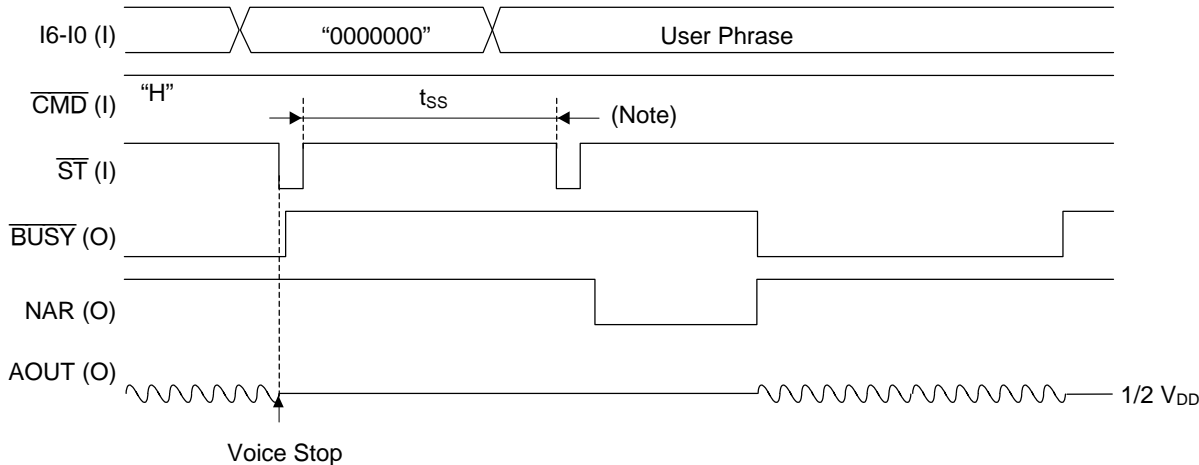 I6-I0 (I) “0000000” User Phrase
CMD (I) “H” tSS (Note)
ST (I)
BUSY (O)
NAR (O)
AOUT (O) 1/2 VDD
Voice Stop